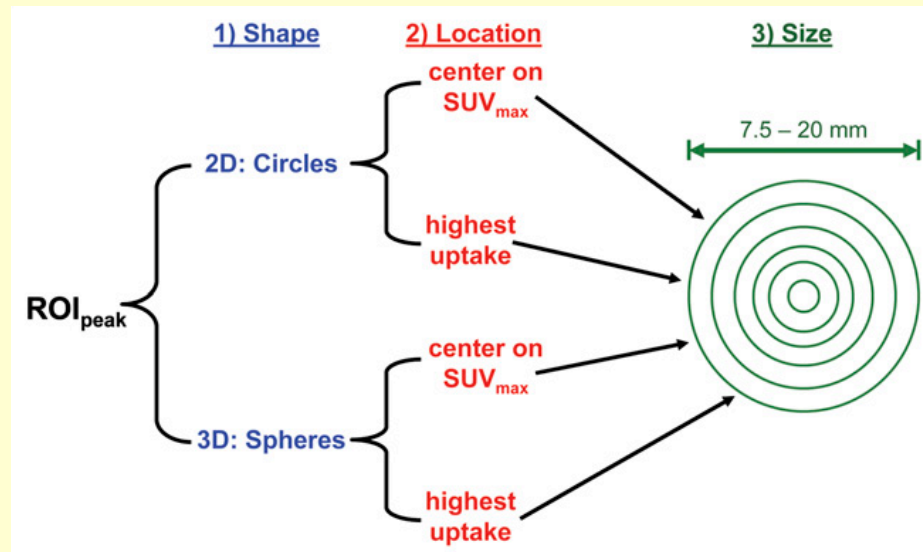 1) Shape
2) Location
3) Size
center on
SUVmax
7.5 – 20 mm
2D: Circles
highest
uptake
ROIpeak
center on
SUVmax
3D: Spheres
highest
uptake